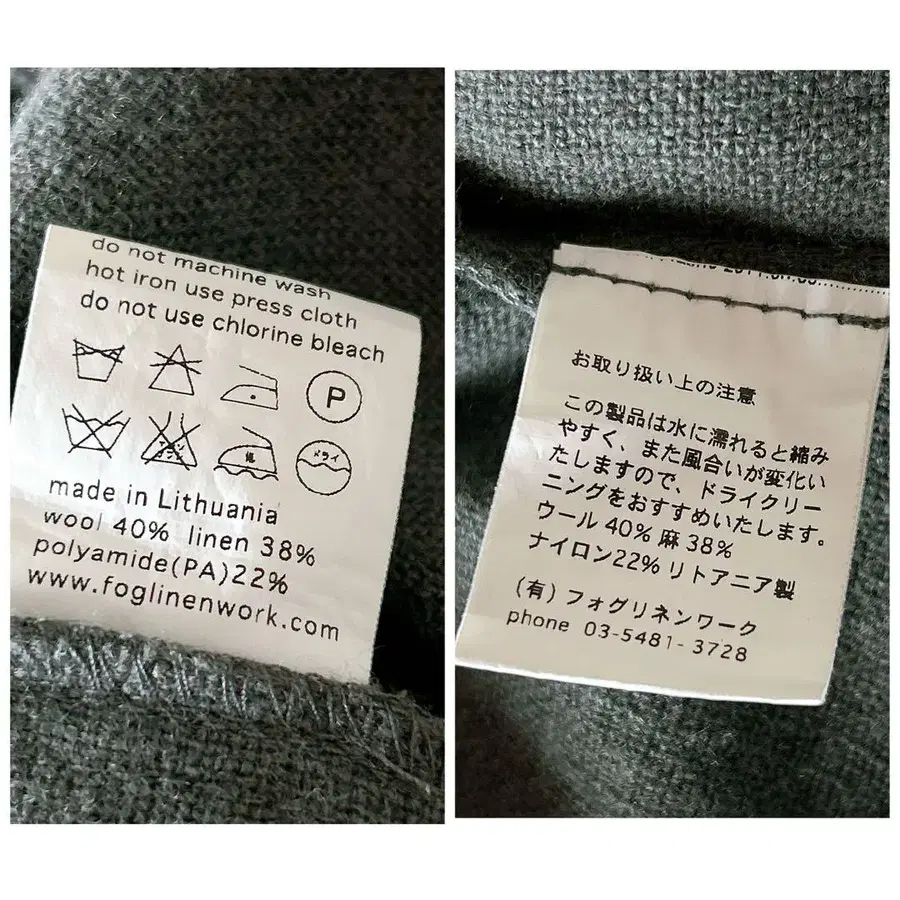 do not machine wash
hot iron use press cloth
do not use chlorine bleach
P
ドライ
made in Lithuania
wool 40% linen 38%
polyamide(PA)22%
www.foglinenwork.com
お取り扱い上の注意
この製品は水に濡れると縮み
やすく、また風合いが変化い
たしますので、ドライクリー
ニングをおすすめいたします。
ウール 40% 麻 38%
ナイロン22% リトアニア製
(有) フォグリネンワーク
phone 03-5481-3728